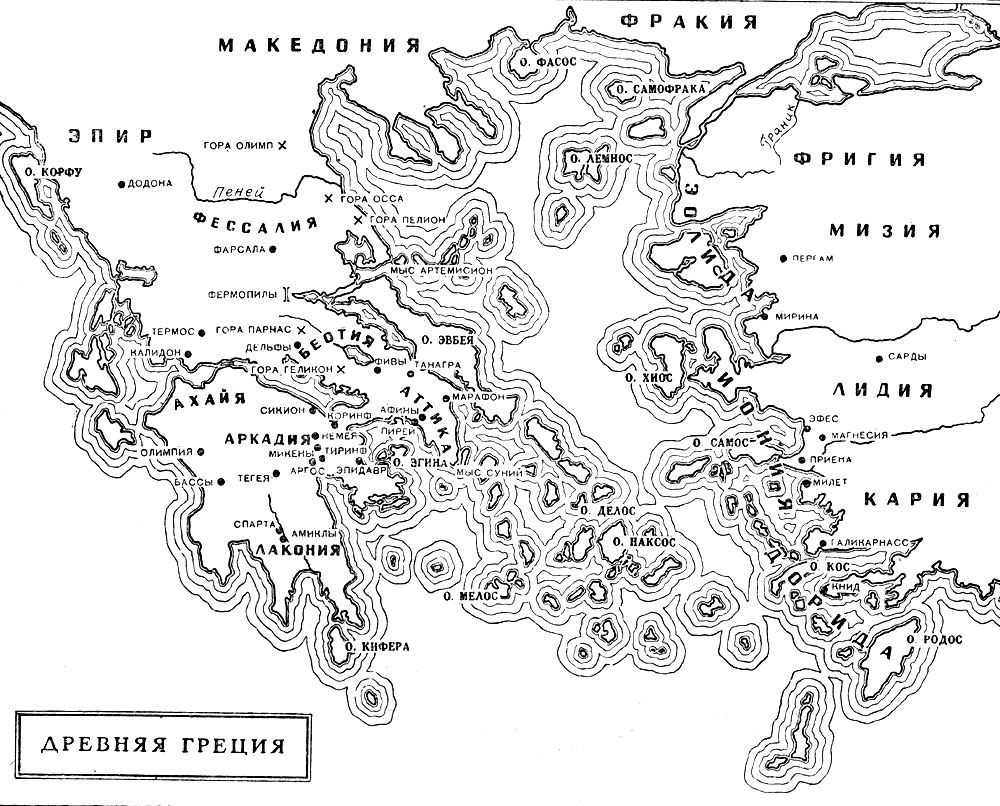 ФРАКИЯ
МАКЕДОНИЯ
О. ФАСОС
О. САМОФРАКА
Граник
ЭПИР
ГОРА ОЛИМП
О. ЛЕМНОС
ФРИГИЯ
О. КОРФУ
ДОДОНА
Пеней
ГОРА ОССА
ЭОЛИДА
ФЕССАЛИЯ
ГОРА ПЕЛИОН
МИЗИЯ
ФАРСАЛА
ПЕРГАМ
МЫС АРТЕМИСИОН
ФЕРМОПИЛЫ
МИРИНА
ТЕРМОС
ГОРА ПАРНАС
О. ЭВБЕЯ
ДЕЛЬФЫ
БЕОТИЯ
КАЛИДОН
САРДЫ
ФИВЫ
ТАНАГРА
ГОРА ГЕЛИКОН
О. ХИОС
ИОНИЯ
ЛИДИЯ
АХАЙЯ
АТТИКА
МАРАФОН
СИКИОН
КОРИНФ
АФИНЫ
ЭФЕС
ПИРЕЙ
АРКАДИЯ
НЕМЕЯ
МАГНЕСИЯ
О. САМОС
ОЛИМПИЯ
МИКЕНЫ
ТИРИНФ
О. ЭГИНА
ПРИЕНА
АРГОС
ЭПИДАВР
МЫС СУНИЙ
БАССЫ
ТЕГЕЯ
МИЛЕТ
КАРИЯ
О. ДЕЛОС
СПАРТА
АМИКЛЫ
О. НАКСОС
ГАЛИКАРНАСС
ЛАКОНИЯ
О. КОС
ДОРИДА
КНИД
О. МЕЛОС
О. КИФЕРА
О. РОДОС
ДРЕВНЯЯ ГРЕЦИЯ